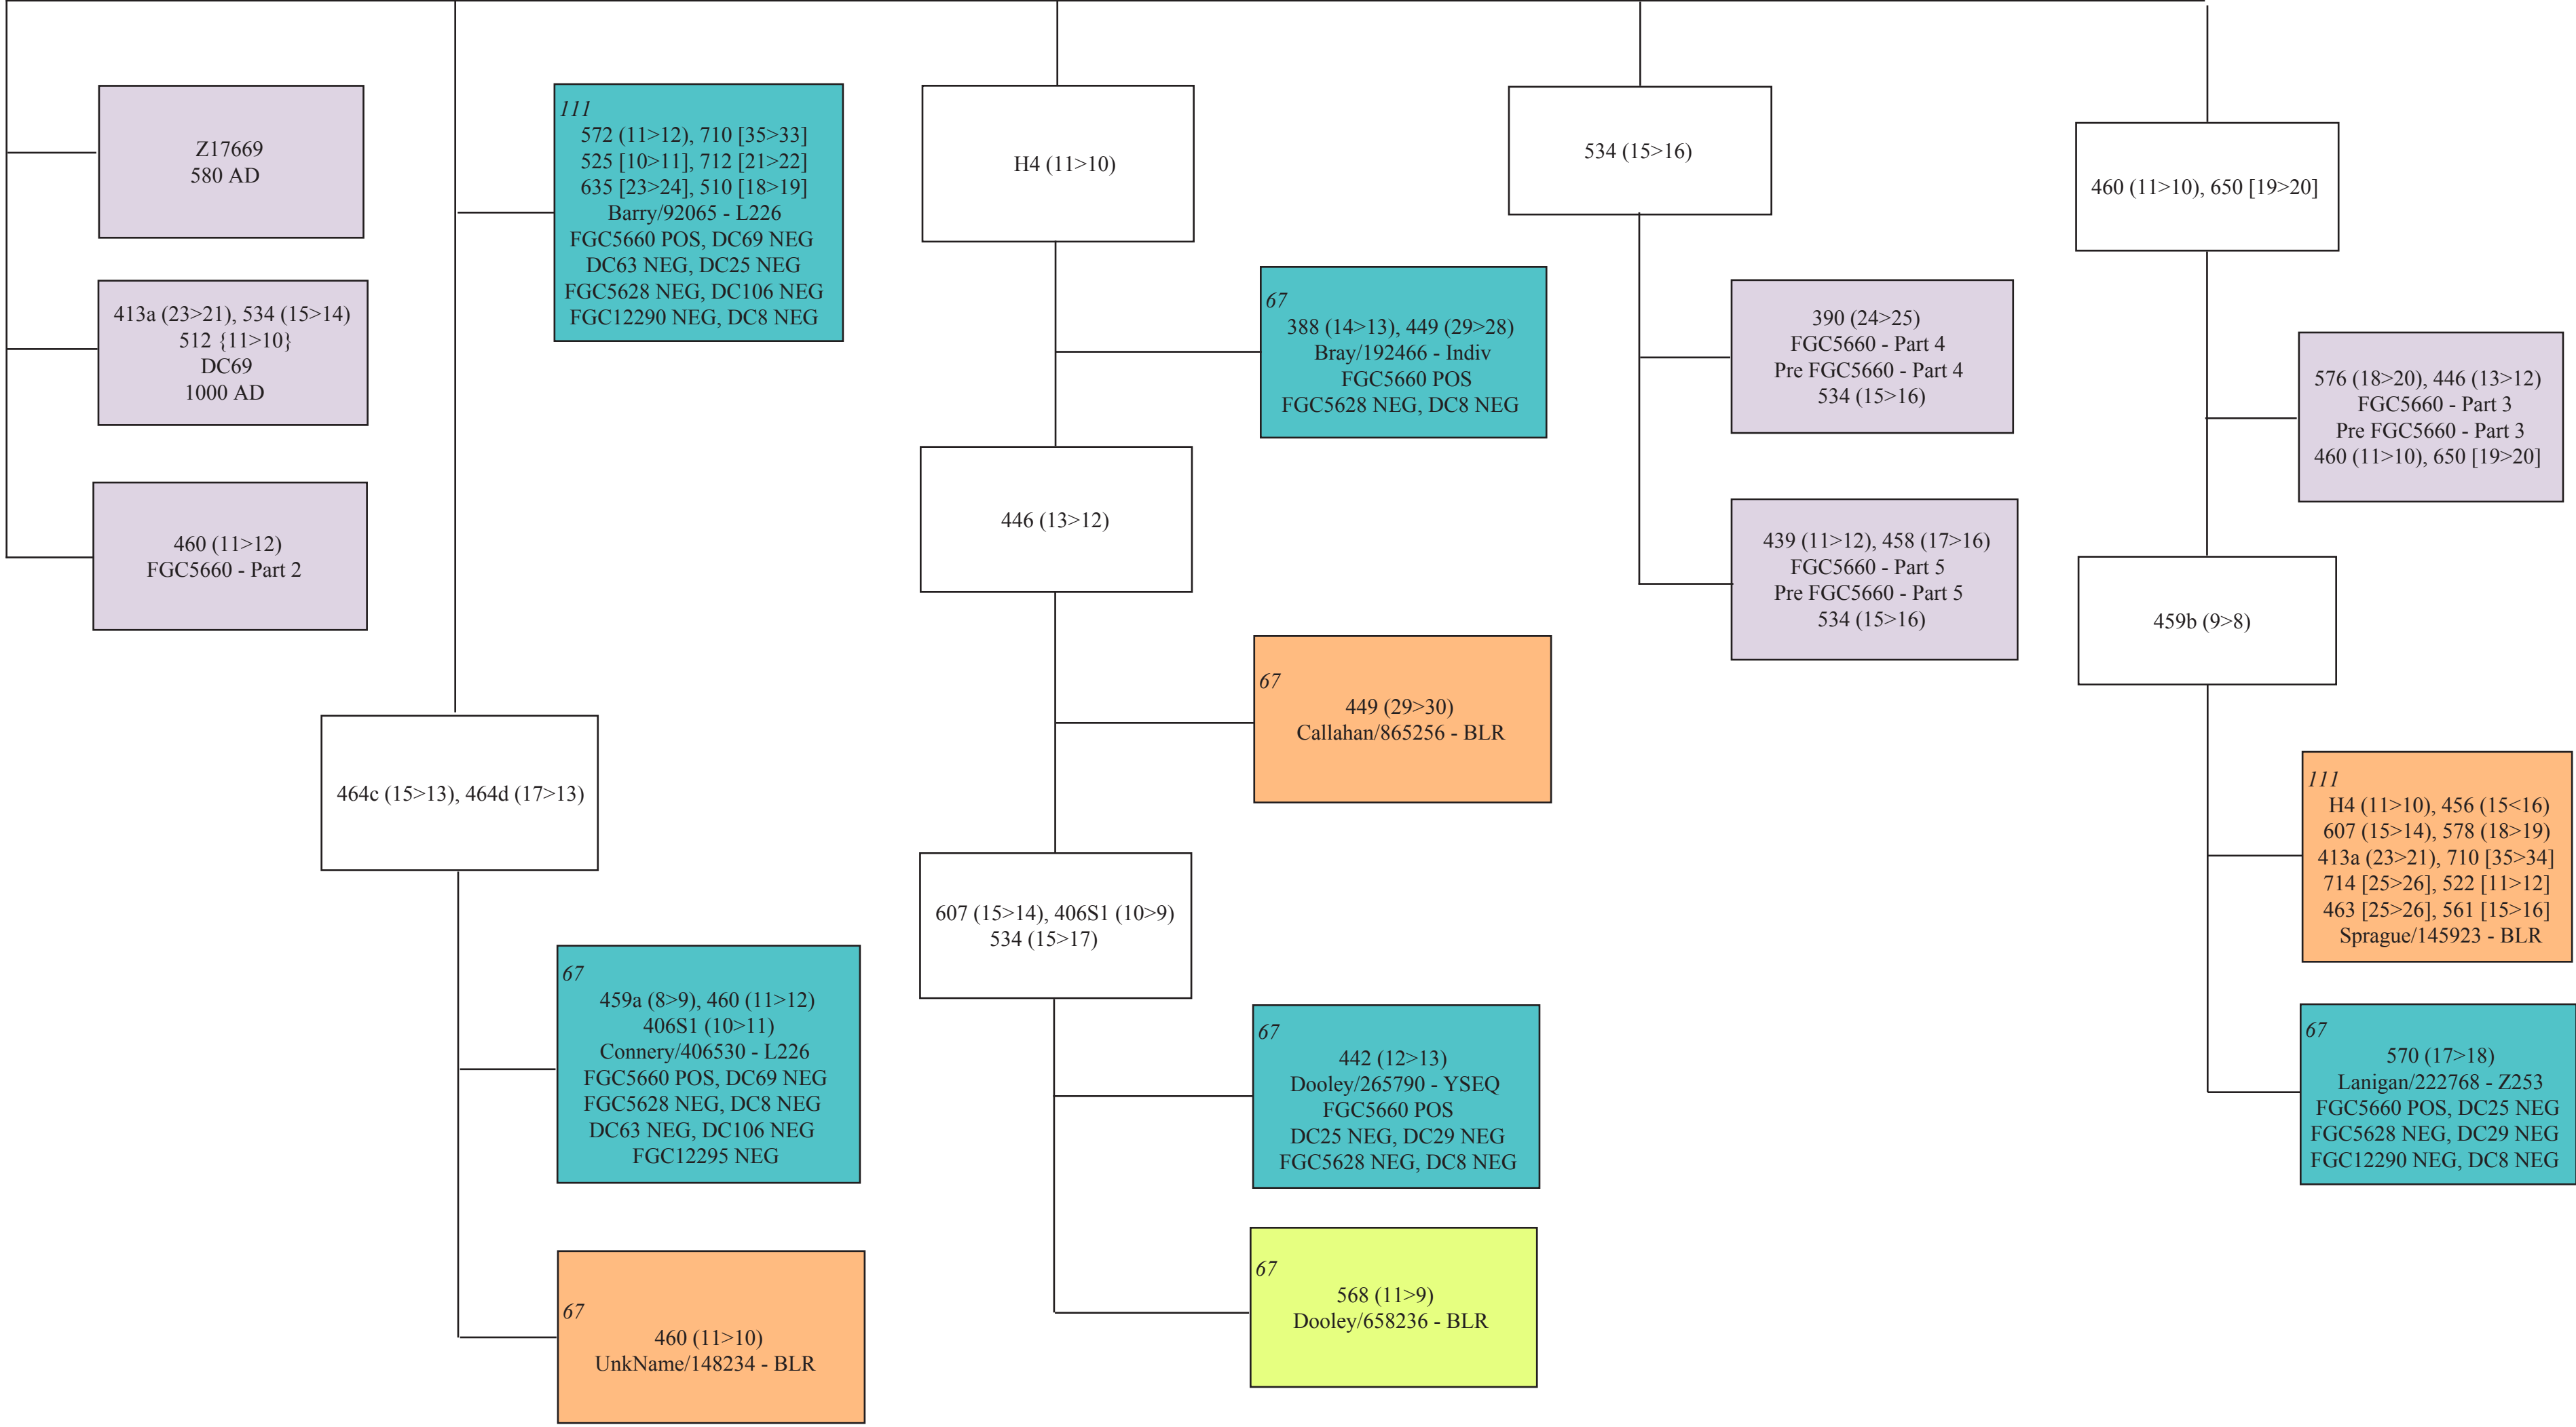 Z17669
580 AD
413a (23>21), 534 (15>14)
512 {11>10}
DC69
1000 AD
460 (11>12)
FGC5660 - Part 2
111
572 (11>12), 710 [35>33]
525 [10>11], 712 [21>22]
635 [23>24], 510 [18>19]
Barry/92065 - L226
FGC5660 POS, DC69 NEG
DC63 NEG, DC25 NEG
FGC5628 NEG, DC106 NEG
FGC12290 NEG, DC8 NEG
464c (15>13), 464d (17>13)
67
459a (8>9), 460 (11>12)
406S1 (10>11)
Connery/406530 - L226
FGC5660 POS, DC69 NEG
FGC5628 NEG, DC8 NEG
DC63 NEG, DC106 NEG
FGC12295 NEG
67
460 (11>10)
UnkName/148234 - BLR
H4 (11>10)
67
388 (14>13), 449 (29>28)
Bray/192466 - Indiv
FGC5660 POS
FGC5628 NEG, DC8 NEG
446 (13>12)
67
449 (29>30)
Callahan/865256 - BLR
607 (15>14), 406S1 (10>9)
534 (15>17)
67
442 (12>13)
Dooley/265790 - YSEQ
FGC5660 POS
DC25 NEG, DC29 NEG
FGC5628 NEG, DC8 NEG
67
568 (11>9)
Dooley/658236 - BLR
534 (15>16)
390 (24>25)
FGC5660 - Part 4
Pre FGC5660 - Part 4
534 (15>16)
439 (11>12), 458 (17>16)
FGC5660 - Part 5
Pre FGC5660 - Part 5
534 (15>16)
460 (11>10), 650 [19>20]
576 (18>20), 446 (13>12)
FGC5660 - Part 3
Pre FGC5660 - Part 3
460 (11>10), 650 [19>20]
459b (9>8)
111
H4 (11>10), 456 (15<16)
607 (15>14), 578 (18>19)
413a (23>21), 710 [35>34]
714 [25>26], 522 [11>12]
463 [25>26], 561 [15>16]
Sprague/145923 - BLR
67
570 (17>18)
Lanigan/222768 - Z253
FGC5660 POS, DC25 NEG
FGC5628 NEG, DC29 NEG
FGC12290 NEG, DC8 NEG